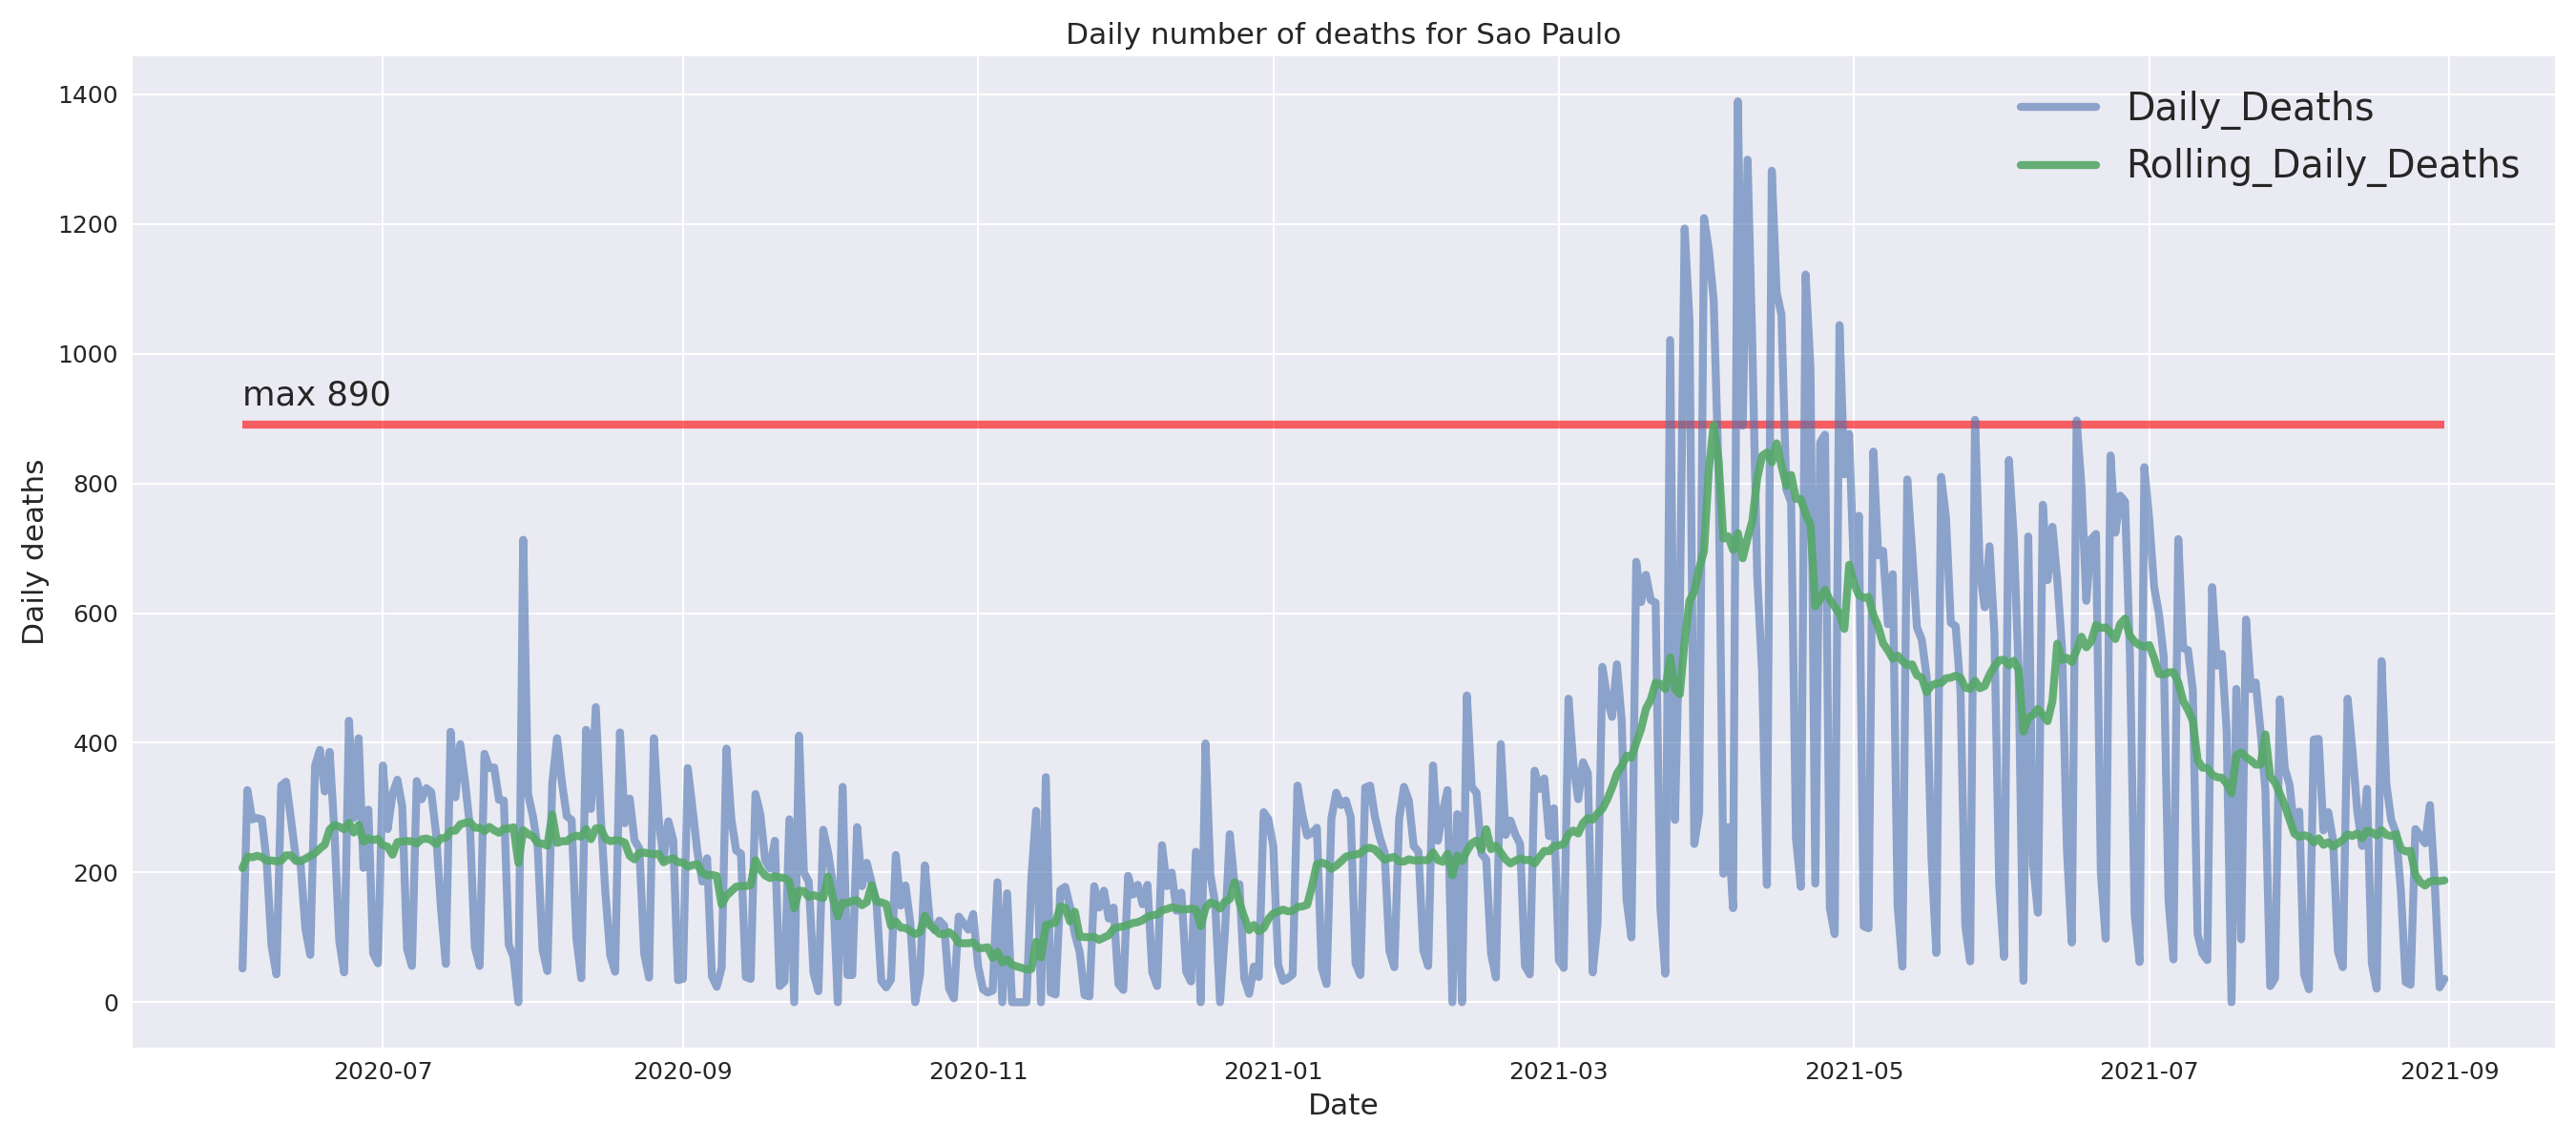 Daily number of deaths for Sao Paulo
1400
1200
1000
800
600
400
200
0
Daily deaths
max 890
Daily_Deaths
Rolling_Daily_Deaths
2020-07
2020-09
2020-11
2021-01
2021-03
2021-05
2021-07
2021-09
Date